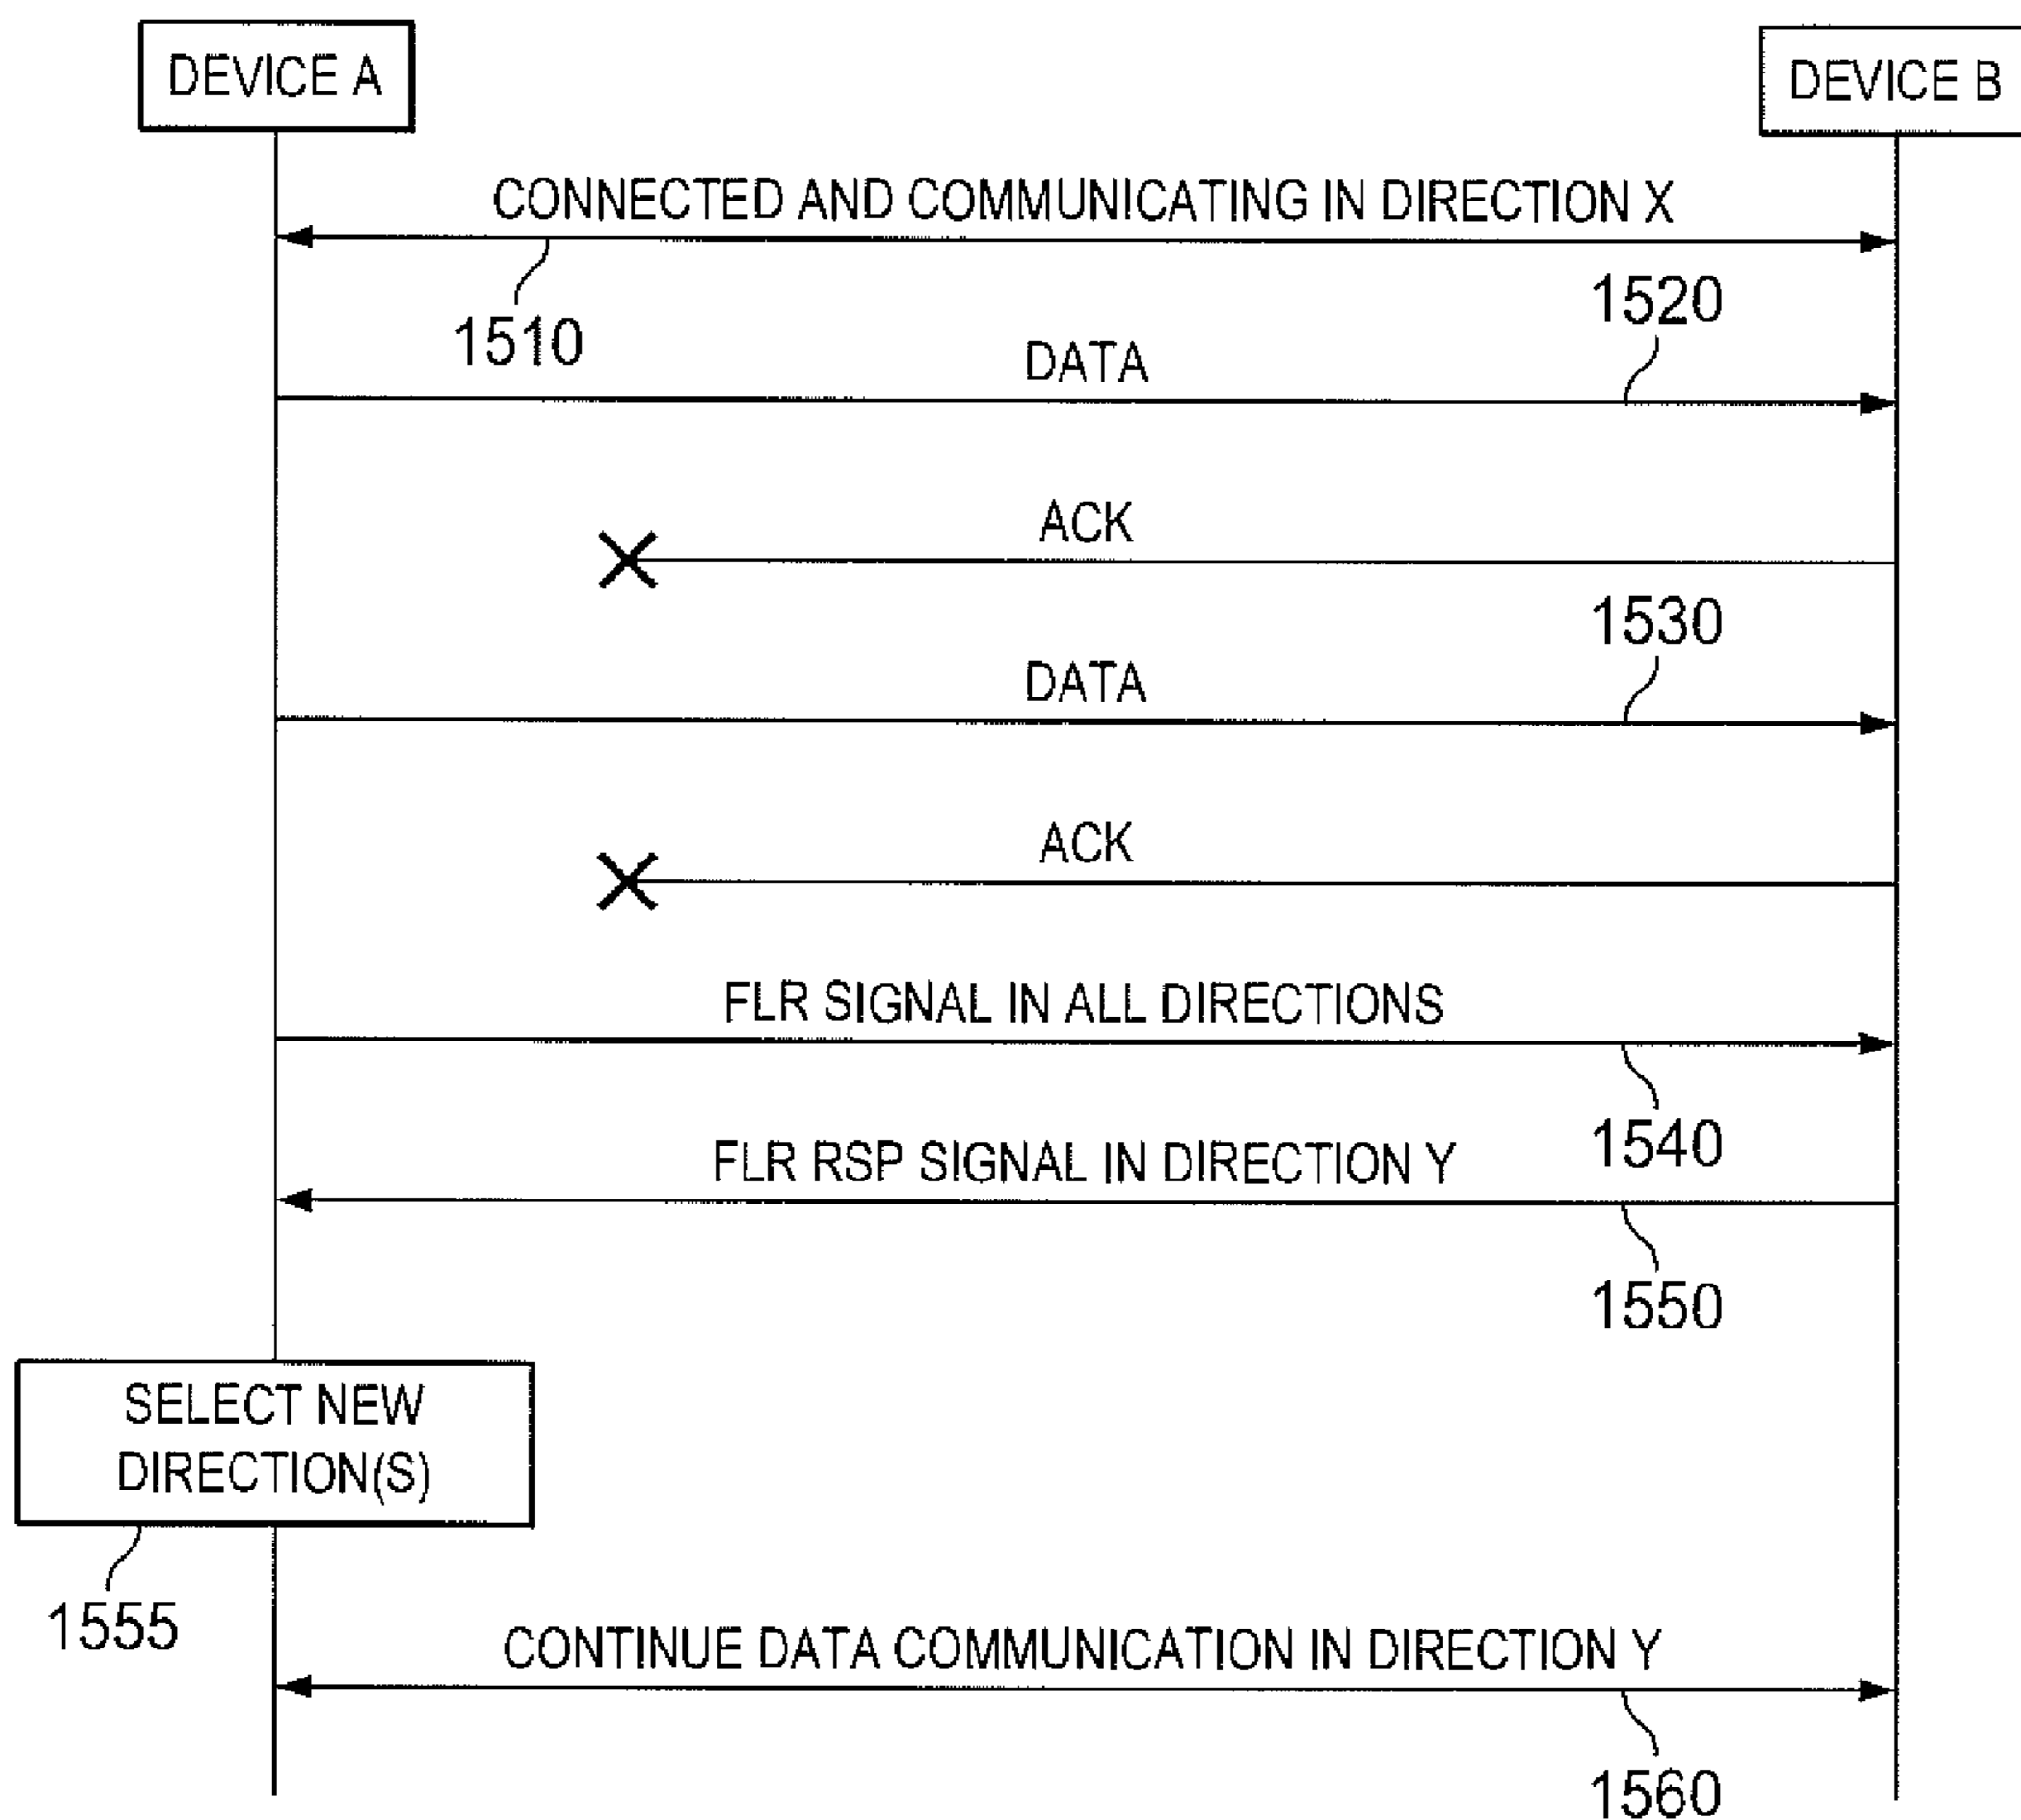 DEVICE A
DEVICE B
CONNECTED AND COMMUNICATING IN DIRECTION X
1510
1520
DATA
ACK
1530
DATA
ACK
FLR SIGNAL IN ALL DIRECTIONS
1540
FLR RSP SIGNAL IN DIRECTION Y
1550
SELECT NEW
DIRECTION(S)
1555
CONTINUE DATA COMMUNICATION IN DIRECTION Y
1560